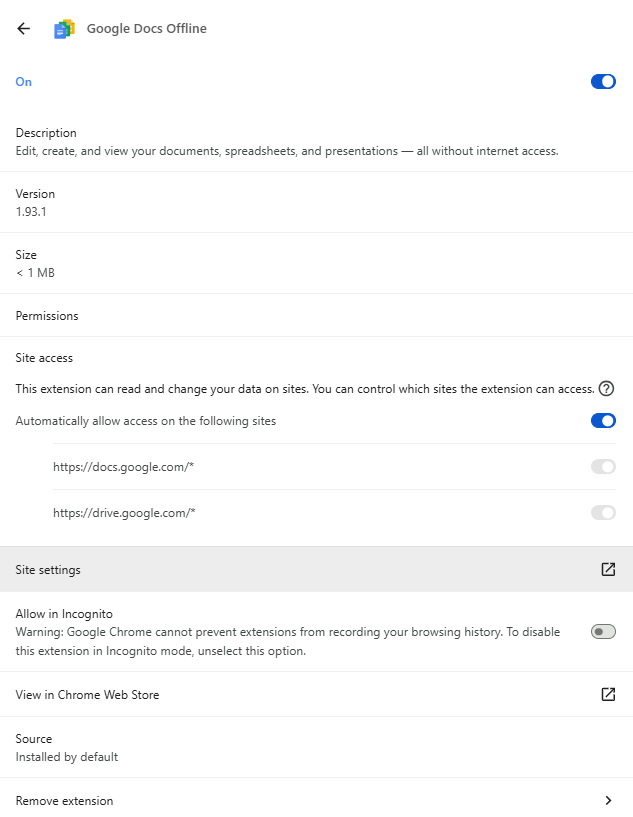 Google Docs Offline
On
Description
Edit, create, and view your documents, spreadsheets, and presentations — all without internet access.
Version
1.93.1
Size
< 1 MB
Permissions
Site access
This extension can read and change your data on sites. You can control which sites the extension can access.
Automatically allow access on the following sites
https://docs.google.com/*
https://drive.google.com/*
Site settings
Allow in Incognito
Warning: Google Chrome cannot prevent extensions from recording your browsing history. To disable
this extension in Incognito mode, unselect this option.
View in Chrome Web Store
Source
Installed by default
Remove extension